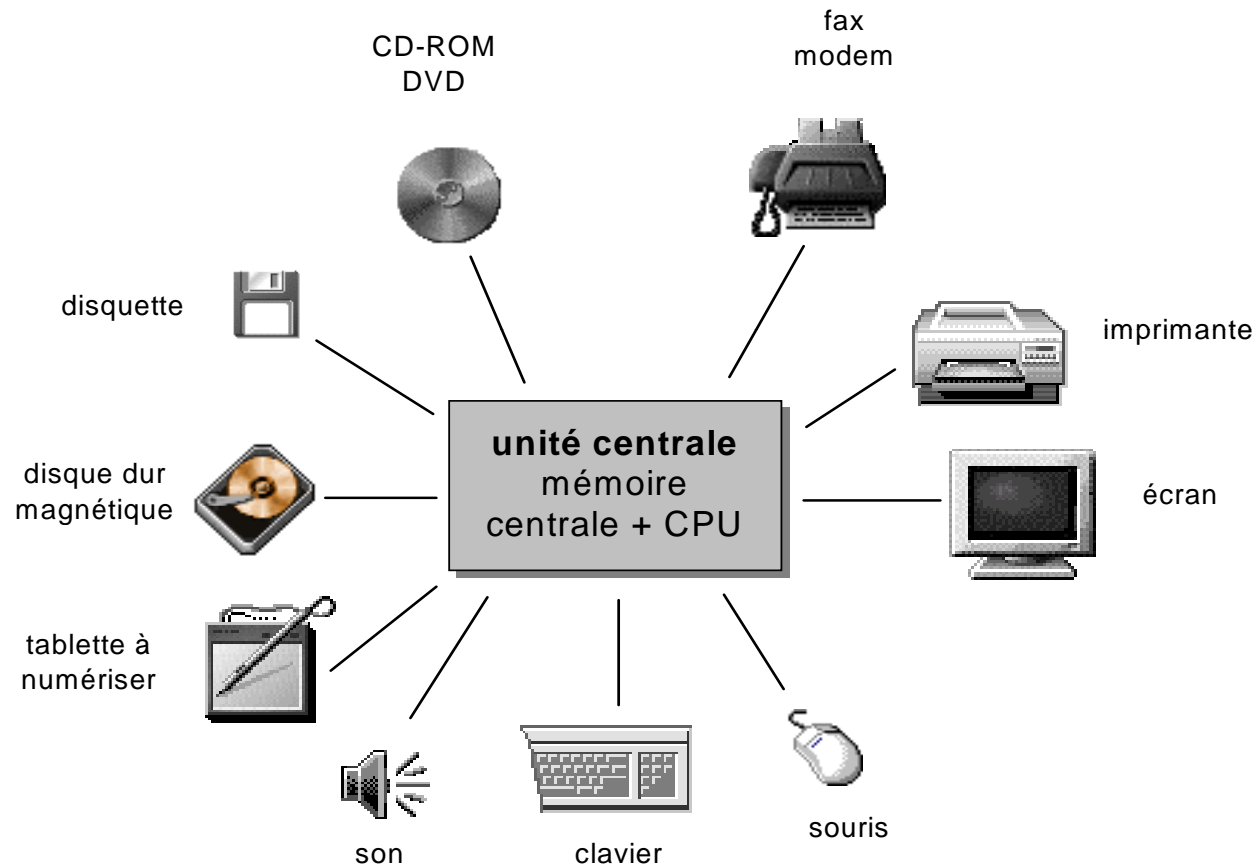 CD-ROM
DVD
fax
modem
disquette
imprimante
unité centrale
mémoire
centrale + CPU
disque dur
magnétique
écran
tablette à
numériser
souris
son
clavier